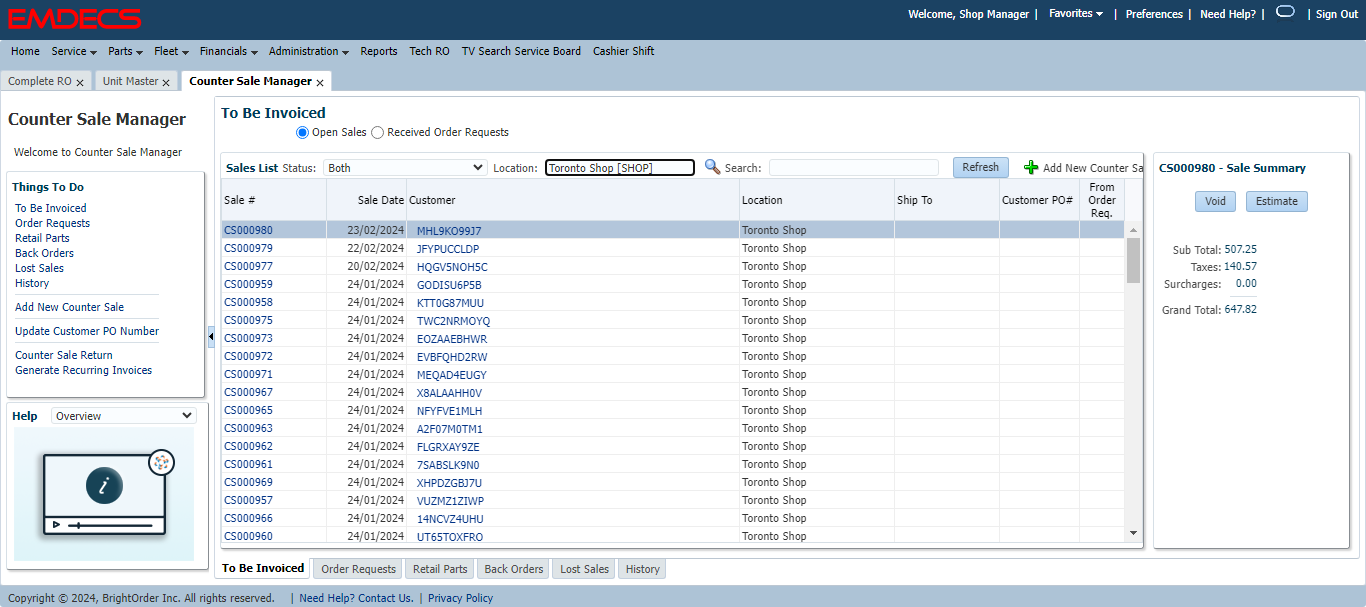 EMDECS
Welcome, Shop Manager | Favorites | Preferences | Need Help? | | Sign Out
Home Service Parts Fleet Financials Administration Reports Tech RO TV Search Service Board Cashier Shift
Complete RO x Unit Master x Counter Sale Manager x
Counter Sale Manager
Welcome to Counter Sale Manager
Things To Do
To Be Invoiced
Order Requests
Retail Parts
Back Orders
Lost Sales
History
Add New Counter Sale
Update Customer PO Number
Counter Sale Return
Generate Recurring Invoices
Help Overview
i
To Be Invoiced
Open Sales Received Order Requests
Sales List Status: Both Location: Toronto Shop [SHOP] Search: Refresh Add New Counter Sa
Sale # Sale Date Customer Location Ship To Customer PO# From Order Req.
CS000980 23/02/2024 MHL9KO99J7 Toronto Shop
CS000979 22/02/2024 JFYPUCCLDP Toronto Shop
CS000977 20/02/2024 HQGV5NOH5C Toronto Shop
CS000959 24/01/2024 GODISU6P5B Toronto Shop
CS000958 24/01/2024 KTT0G87MUU Toronto Shop
CS000975 24/01/2024 TWC2NRMOYQ Toronto Shop
CS000973 24/01/2024 EOZAAEBHWR Toronto Shop
CS000972 24/01/2024 EVBFQHD2RW Toronto Shop
CS000971 24/01/2024 MEQAD4EUGY Toronto Shop
CS000967 24/01/2024 X8ALAAHH0V Toronto Shop
CS000965 24/01/2024 NFYFVE1MLH Toronto Shop
CS000963 24/01/2024 A2F07M0TM1 Toronto Shop
CS000962 24/01/2024 FLGRXAY9ZE Toronto Shop
CS000961 24/01/2024 7SABSLK9N0 Toronto Shop
CS000969 24/01/2024 XHPDZGBJ7U Toronto Shop
CS000957 24/01/2024 VUZMZ1ZIWP Toronto Shop
CS000966 24/01/2024 14NCVZ4UHU Toronto Shop
CS000960 24/01/2024 UT65TOXFRO Toronto Shop
CS000980 - Sale Summary
Void Estimate
Sub Total: 507.25
Taxes: 140.57
Surcharges: 0.00
Grand Total: 647.82
To Be Invoiced Order Requests Retail Parts Back Orders Lost Sales History
Copyright © 2024, BrightOrder Inc. All rights reserved. | Need Help? Contact Us. | Privacy Policy